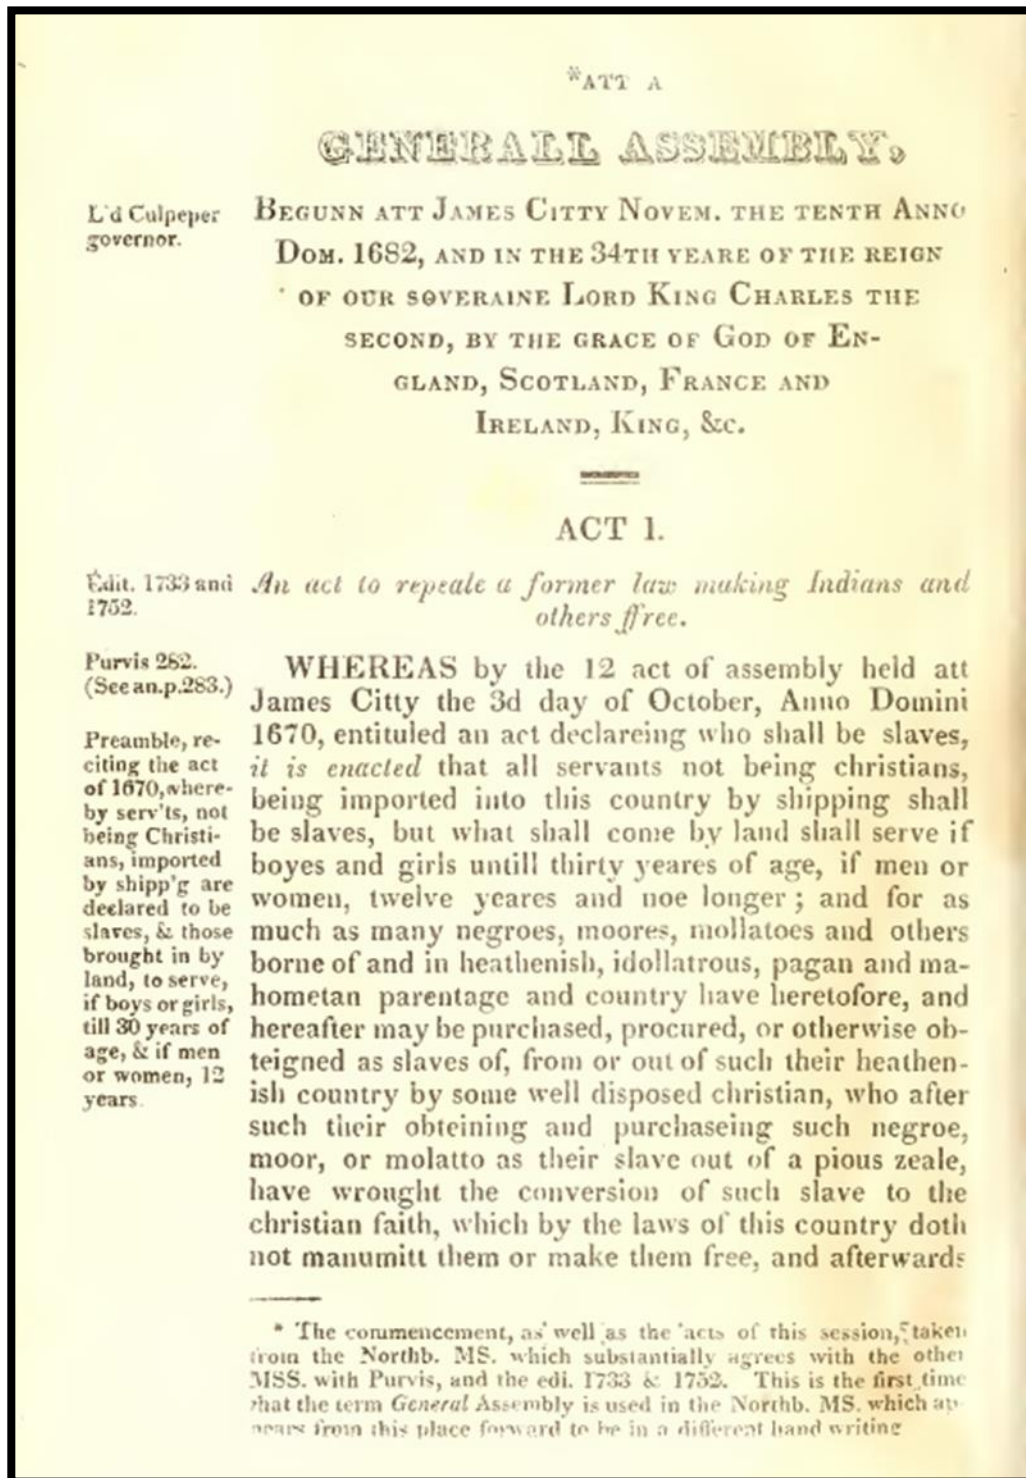 *ATT A
GENERALL ASSEMBLY,
L'd Culpeper
governor.
BEGUNN ATT JAMES CITTY NOVEM. THE TENTH ANNO
DOM. 1682, AND IN THE 34TH YEARE OF THE REIGN
OF OUR SOVERAINE LORD KING CHARLES THE
SECOND, BY THE GRACE OF GOD OF EN-
GLAND, SCOTLAND, FRANCE AND
IRELAND, KING, &c.
ACT I.
Edit. 1733 and
1752.
An act to repeale a former law making Indians and
others ffree.
Purvis 282.
(See an.p.283.)
Preamble, re-
citing the act
of 1670, where-
by serv'ts, not
being Christi-
ans, imported
by shipp'g are
declared to be
slaves, & those
brought in by
land, to serve,
if boys or girls,
till 30 years of
age, & if men
or women, 12
years.
WHEREAS by the 12 act of assembly held att
James Citty the 3d day of October, Anno Domini
1670, entituled an act declareing who shall be slaves,
it is enacted that all servants not being christians,
being imported into this country by shipping shall
be slaves, but what shall come by land shall serve if
boyes and girls untill thirty yeares of age, if men or
women, twelve yeares and noe longer; and for as
much as many negroes, moores, mollatoes and others
borne of and in heathenish, idollatrous, pagan and ma-
hometan parentage and country have heretofore, and
hereafter may be purchased, procured, or otherwise ob-
teigned as slaves of, from or out of such their heathen-
ish country by some well disposed christian, who after
such their obteining and purchaseing such negroe,
moor, or molatto as their slave out of a pious zeale,
have wrought the conversion of such slave to the
christian faith, which by the laws of this country doth
not manumitt them or make them free, and afterwards
* The commencement, as well as the acts of this session, taken
from the Northb. MS. which substantially agrees with the other
MSS. with Purvis, and the edi. 1733 & 1752. This is the first time
that the term General Assembly is used in the Northb. MS. which ap-
pears from this place forward to be in a different hand writing